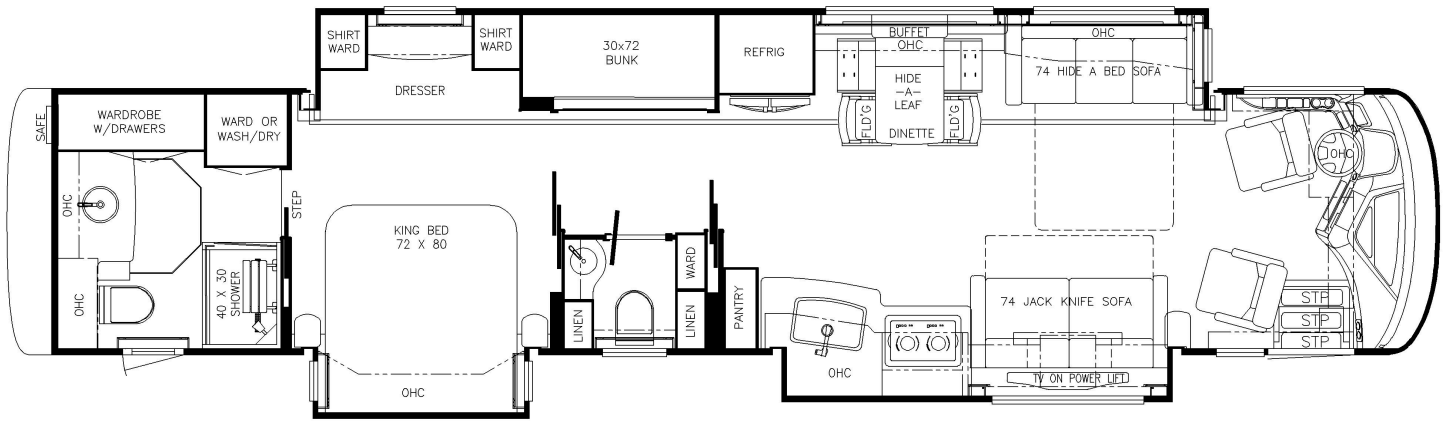 SHIRT
WARD
SHIRT
WARD
DRESSER
30x72
BUNK
REFRIG
BUFFET
OHC
HIDE
-A-
LEAF
DINETTE
FLD'G
FLD'G
OHC
74 HIDE A BED SOFA
SAFE
WARDROBE
W/DRAWERS
WARD OR
WASH/DRY
OHC
OHC
STEP
40 X 30
SHOWER
KING BED
72 X 80
OHC
LINEN
WARD
LINEN
PANTRY
OHC
74 JACK KNIFE SOFA
TV ON POWER LIFT
OHC
STP
STP
STP